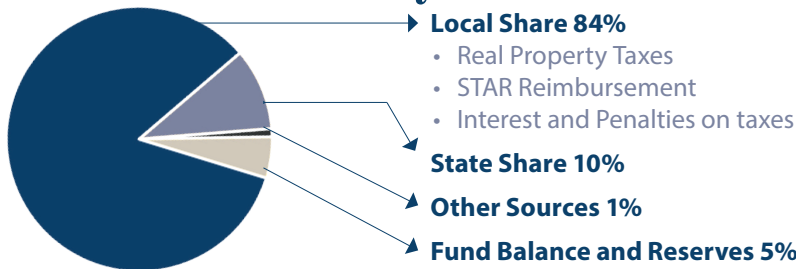 Local Share 84%
• Real Property Taxes
• STAR Reimbursement
• Interest and Penalties on taxes
State Share 10%
Other Sources 1%
Fund Balance and Reserves 5%